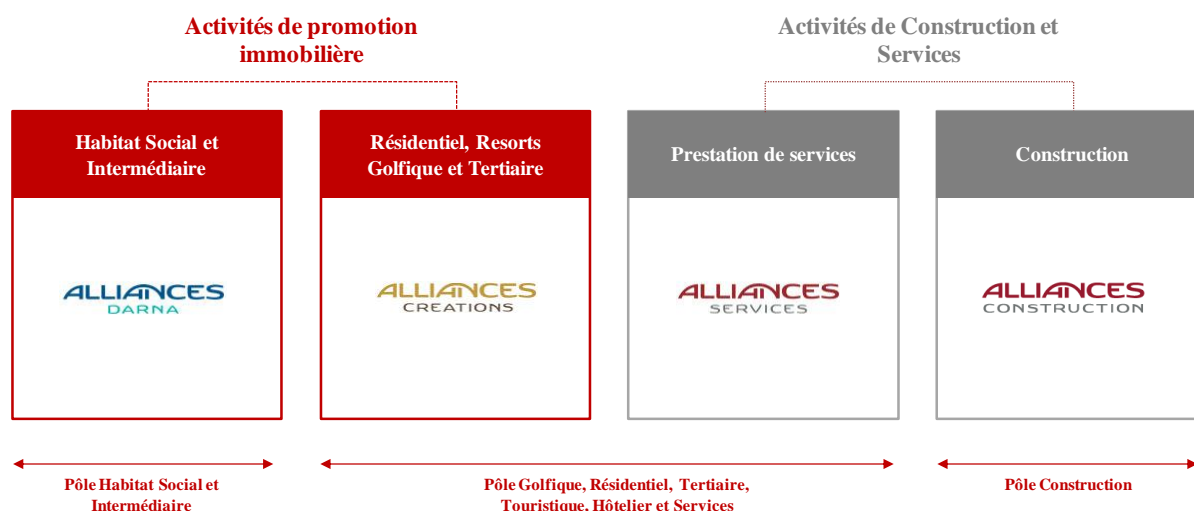 Activités de promotion
immobilière
Activités de Construction et
Services
Habitat Social et
Intermédiaire
Résidentiel, Resorts
Golfique et Tertiaire
Prestation de services
Construction
ALLIANCES
DARNA
ALLIANCES
CREATIONS
ALLIANCES
SERVICES
ALLIANCES
CONSTRUCTION
Pôle Habitat Social et
Intermédiaire
Pôle Golfique, Résidentiel, Tertiaire,
Touristique, Hôtelier et Services
Pôle Construction